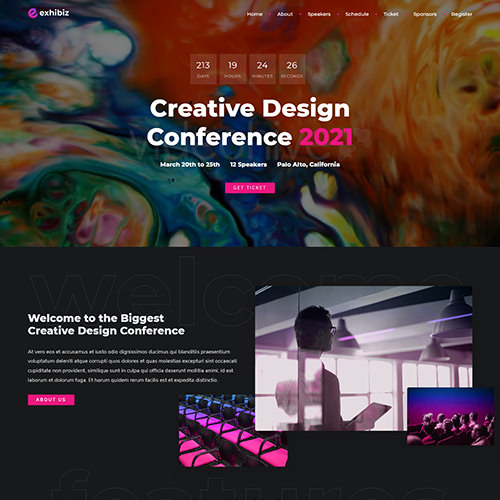 exhibiz
Home About Speakers Schedule Ticket Sponsors Register
213 19 24 26
DAYS HOURS MINUTES SECONDS
Creative Design
Conference 2021
March 20th to 25th 12 Speakers Palo Alto, California
GET TICKET
welcome
Welcome to the Biggest
Creative Design Conference
At vero eos et accusamus et iusto odio dignissimos ducimus qui blanditiis praesentium
voluptatum deleniti atque corrupti quos dolores et quas molestias excepturi sint occaecati
cupiditate non provident, similique sunt in culpa qui officia deserunt mollitia animi, id est
laborum et dolorum fuga. Et harum quidem rerum facilis est et expedita distinctio.
ABOUT US
features